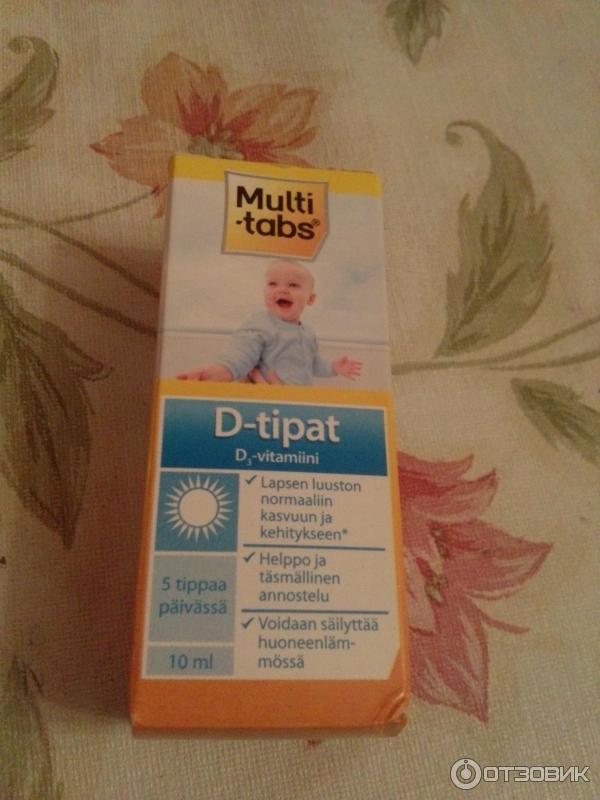 Multi
-tabs®
D-tipat
D₃-vitamiini
✓ Lapsen luuston
normaaliin
kasvuun ja
kehitykseen*
✓ Helppo ja
täsmällinen
annostelu
✓ Voidaan säilyttää
huoneenläm-
mössä
5 tippaa
päivässä
10 ml
ОТЗОВИК